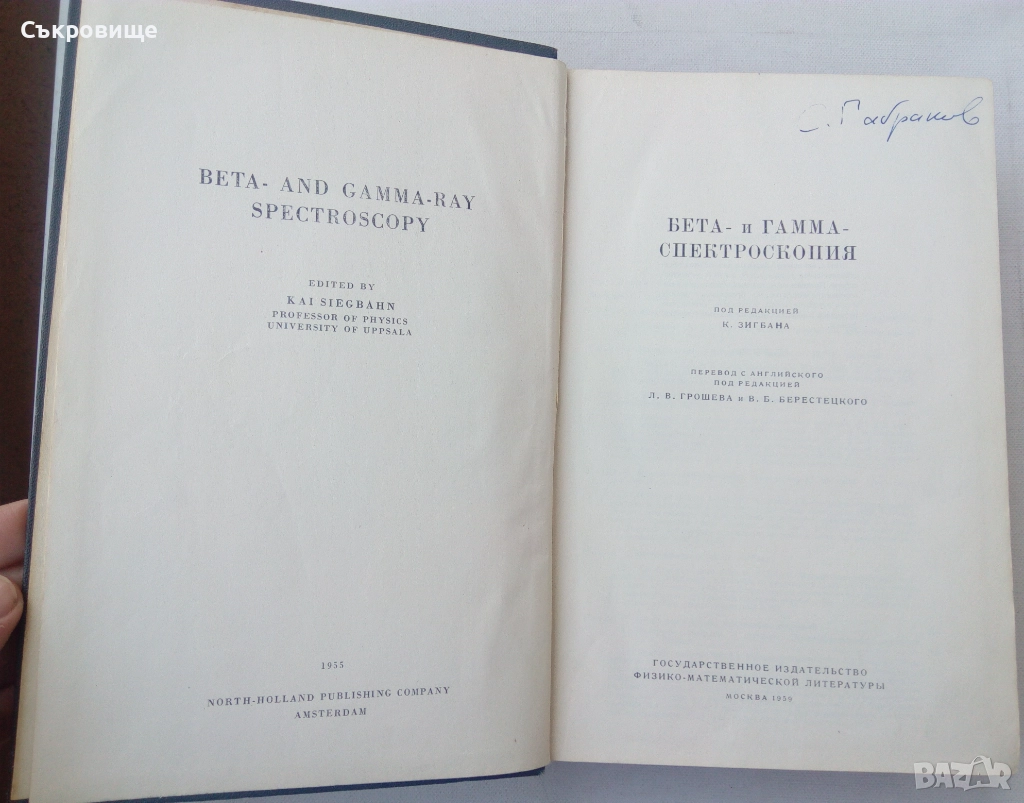 Съкровище
BETA- AND GAMMA-RAY
SPECTROSCOPY
EDITED BY
KAI SIEGBAHN
PROFESSOR OF PHYSICS
UNIVERSITY OF UPPSALA
1955
NORTH-HOLLAND PUBLISHING COMPANY
AMSTERDAM
С. Габраков
БЕТА- и ГАММА-
СПЕКТРОСКОПИЯ
ПОД РЕДАКЦИЕЙ
К. ЗИГБАНА
ПЕРЕВОД С АНГЛИЙСКОГО
ПОД РЕДАКЦИЕЙ
Л. В. ГРОШЕВА и В. Б. БЕРЕСТЕЦКОГО
ГОСУДАРСТВЕННОЕ ИЗДАТЕЛЬСТВО
ФИЗИКО-МАТЕМАТИЧЕСКОЙ ЛИТЕРАТУРЫ
МОСКВА 1959
BAZAR